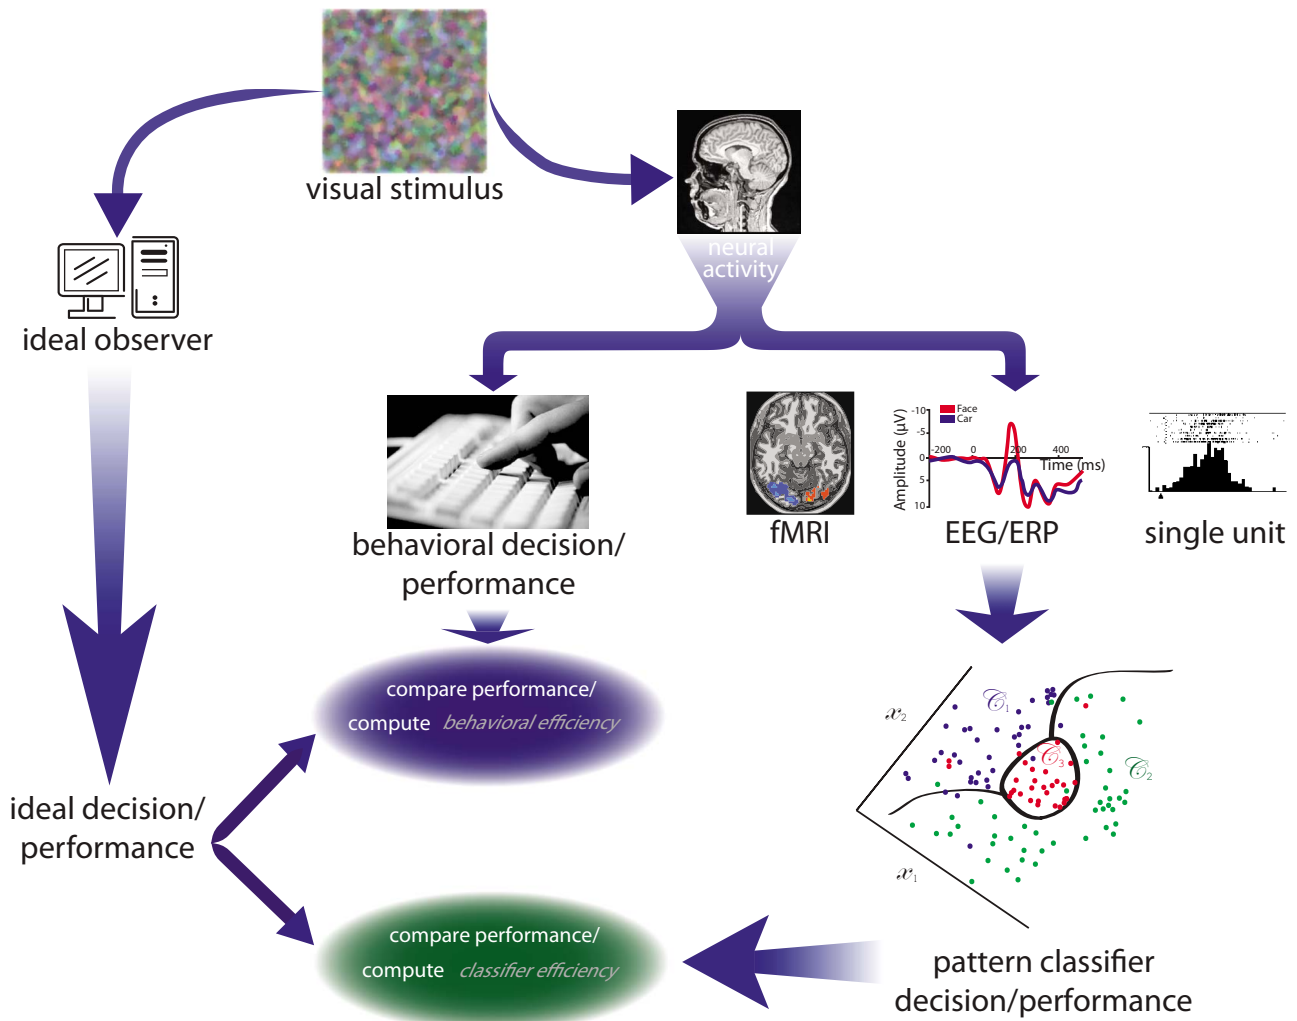 visual stimulus
neural
activity
ideal observer
behavioral decision/
performance
fMRI
Amplitude (µV)
-10
-5
0
5
10
Face
Car
-200
0
200
400
Time (ms)
EEG/ERP
single unit
compare performance/
compute behavioral efficiency
x₂
𝒞₁
𝒞₃
𝒞₂
x₁
ideal decision/
performance
compare performance/
compute classifier efficiency
pattern classifier
decision/performance